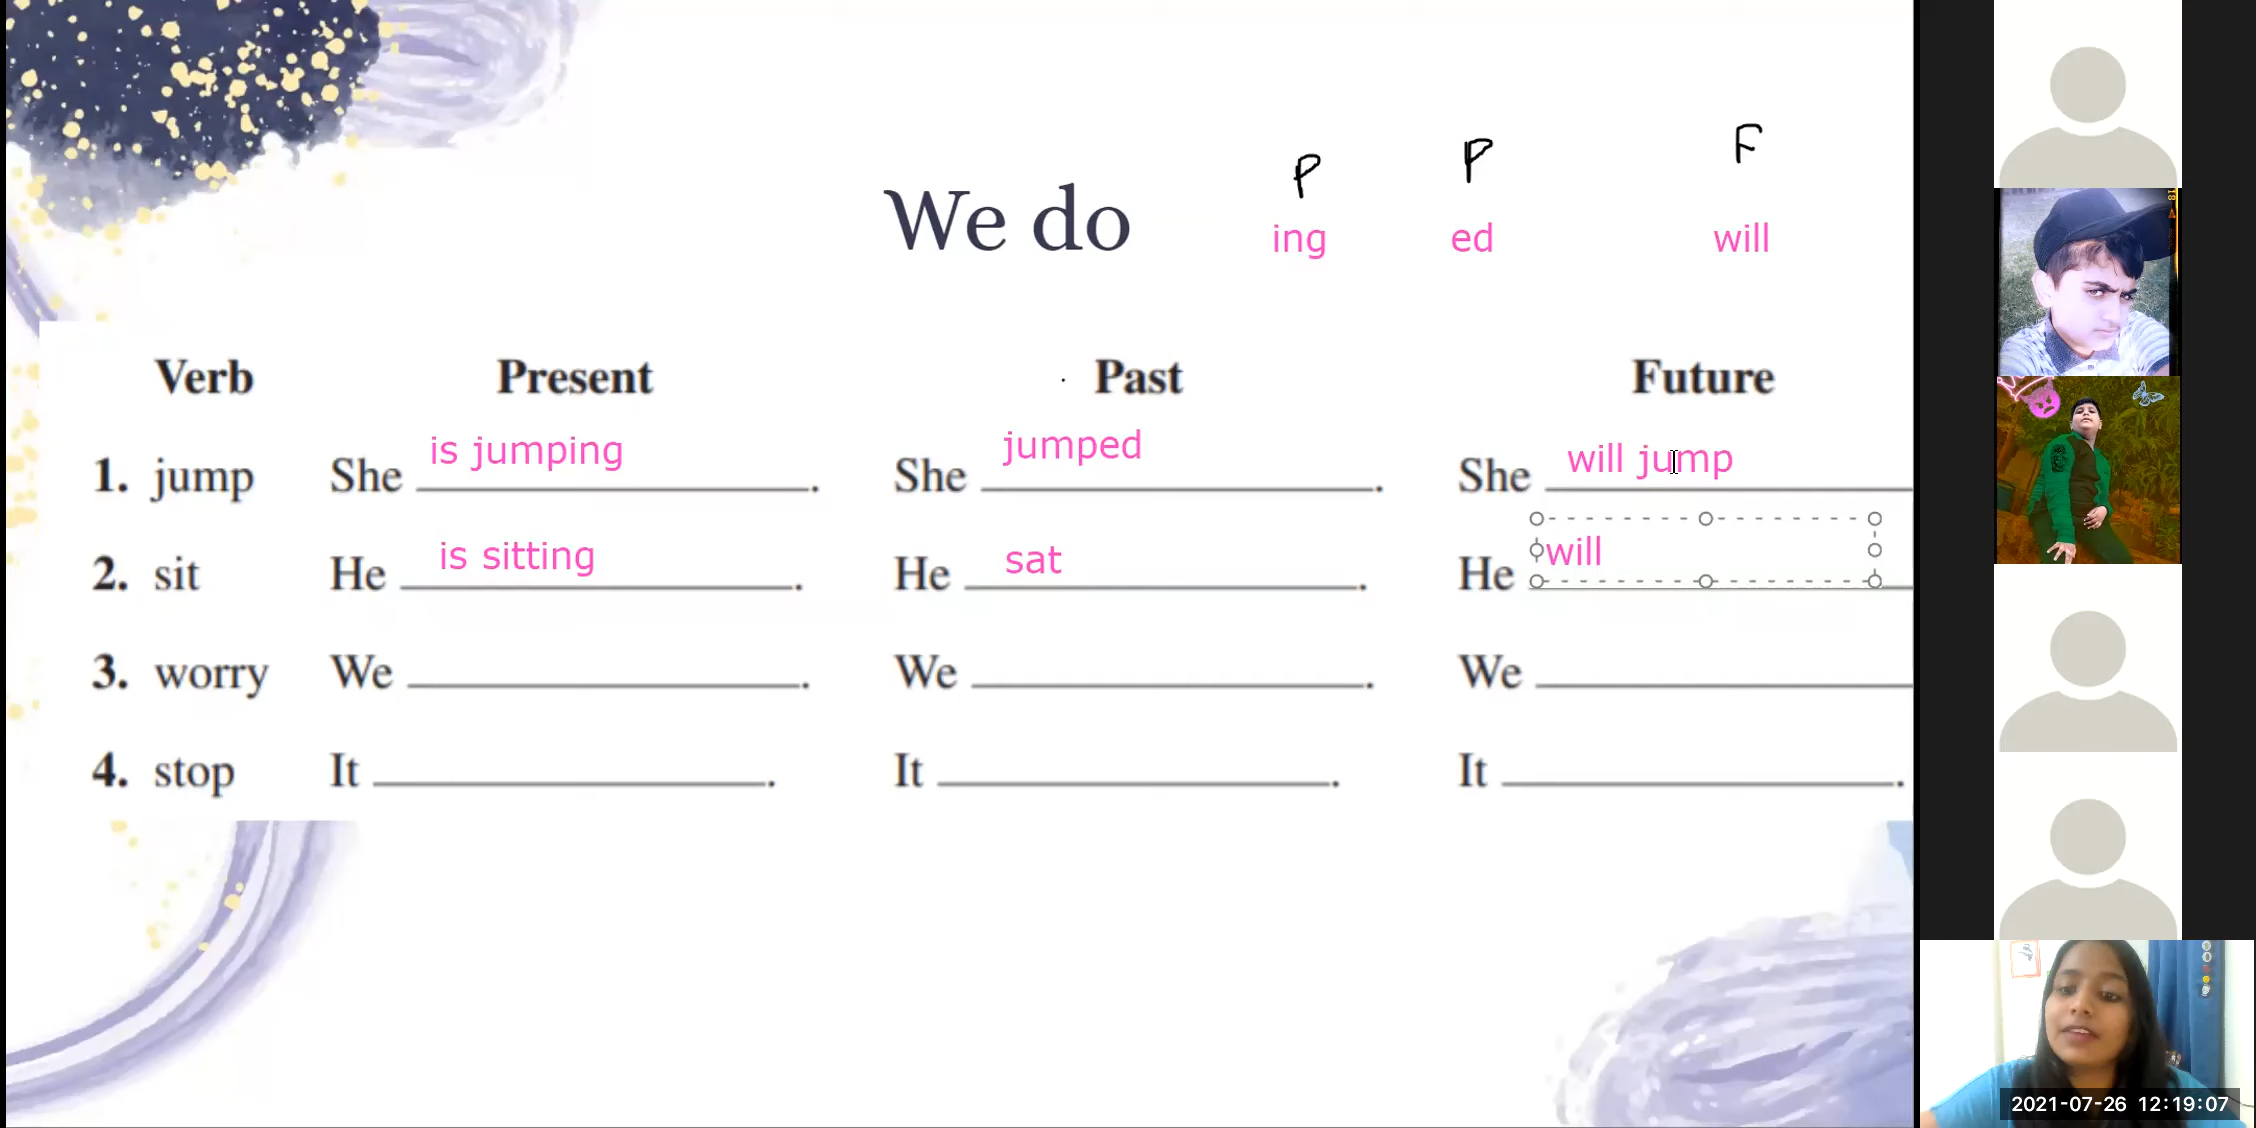 P P F
We do ing ed will
Verb Present Past Future
1. jump She is jumping. She jumped. She will jump
2. sit He is sitting. He sat. He will
3. worry We . We . We
4. stop It . It . It .
2021-07-26 12:19:07